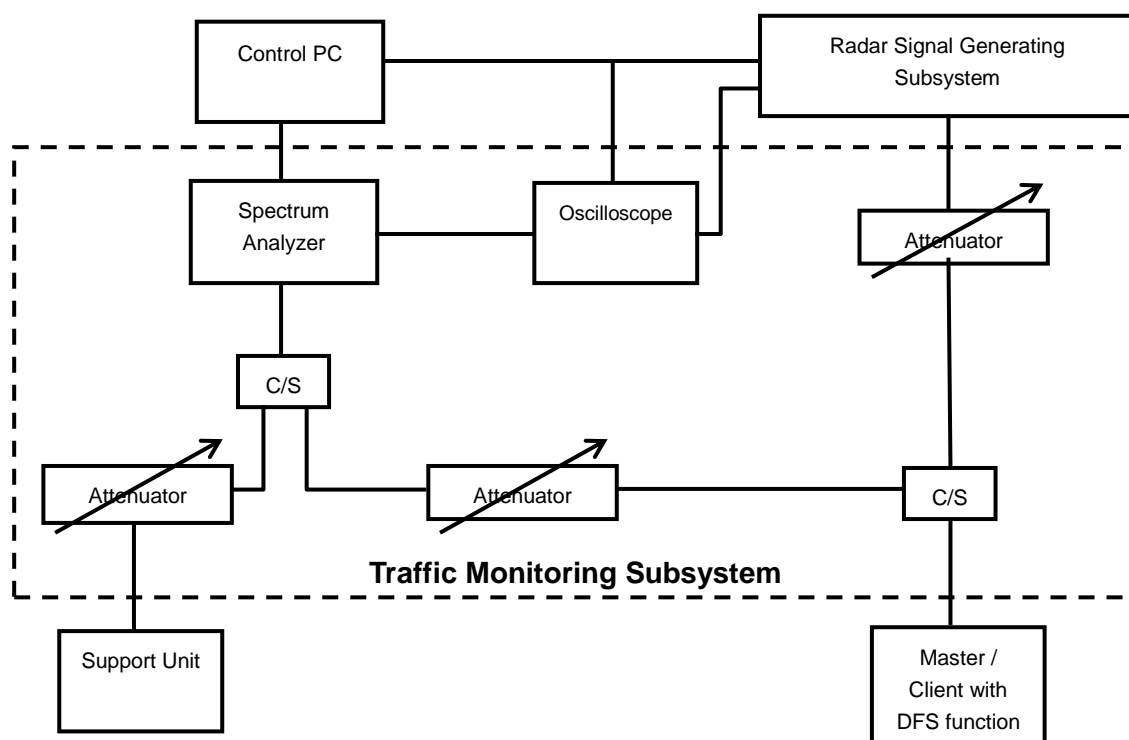 Control PC
Radar Signal Generating
Subsystem
Spectrum
Analyzer
Oscilloscope
Attenuator
C/S
Attenuator
Attenuator
C/S
Traffic Monitoring Subsystem
Support Unit
Master /
Client with
DFS function